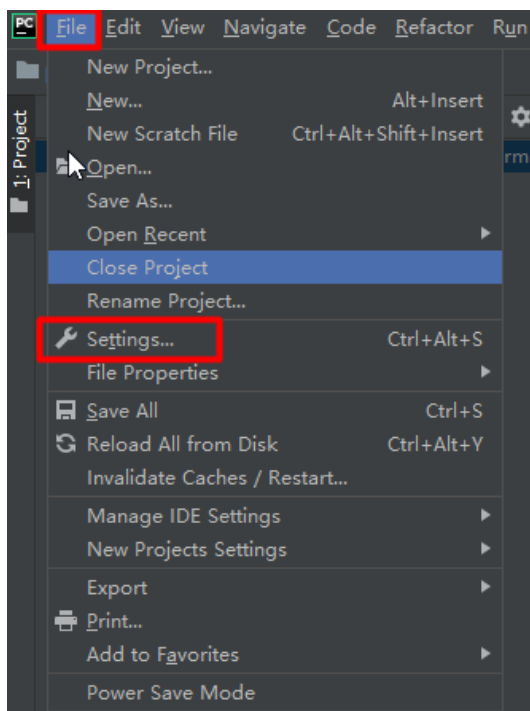 PC File Edit View Navigate Code Refactor Run
New Project...
New... Alt+Insert
New Scratch File Ctrl+Alt+Shift+Insert
Open...
Save As...
Open Recent
Close Project
Rename Project...
Settings... Ctrl+Alt+S
File Properties
Save All Ctrl+S
Reload All from Disk Ctrl+Alt+Y
Invalidate Caches / Restart...
Manage IDE Settings
New Projects Settings
Export
Print...
Add to Favorites
Power Save Mode
1: Project
rm